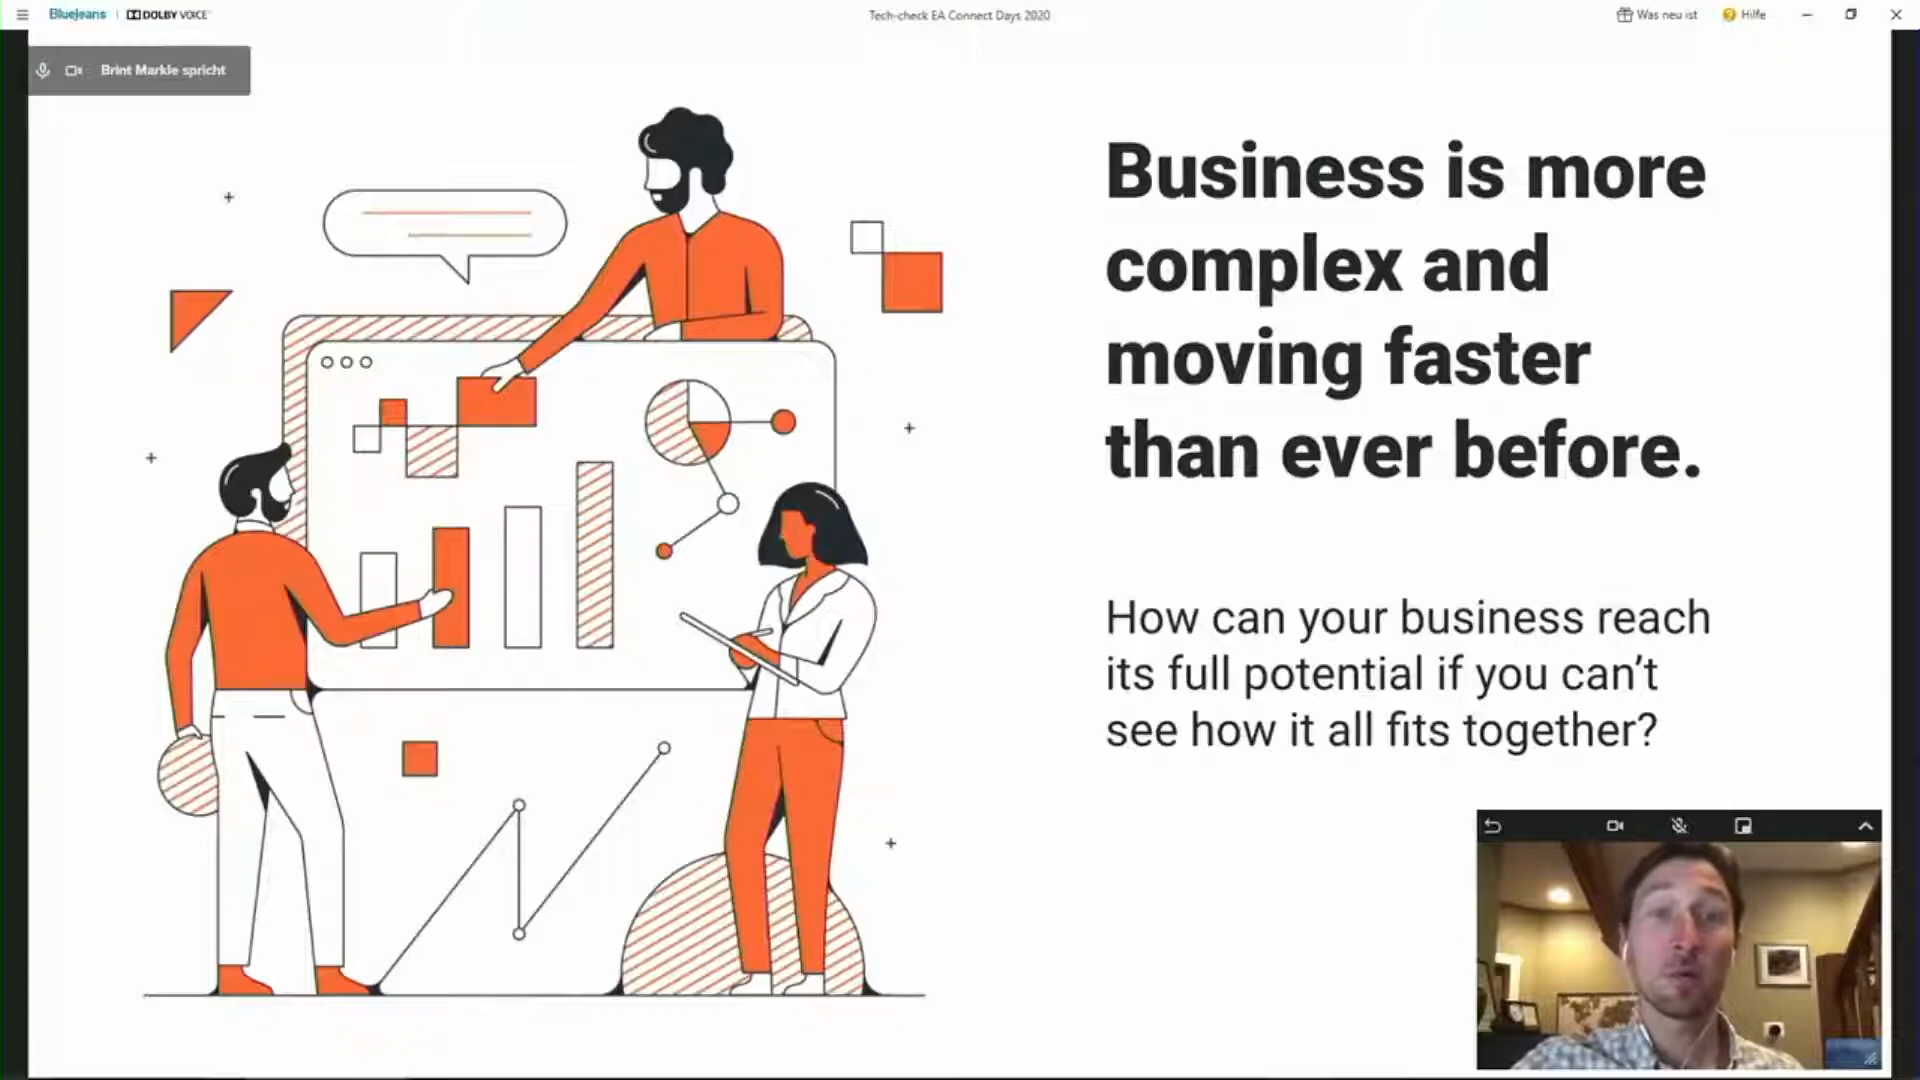 Bluejeans | DOLBY VOICE
Tech-check EA Connect Days 2020
Was neu ist
Hilfe
Brint Markle spricht
Business is more
complex and
moving faster
than ever before.
How can your business reach
its full potential if you can’t
see how it all fits together?